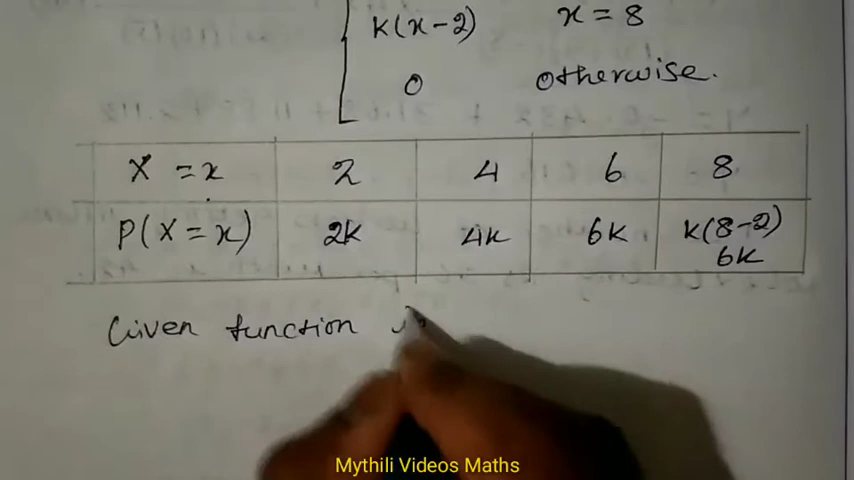 k(x-2) x = 8
0 otherwise.
X = x 2 4 6 8
P(X = x) 2k 4k 6k k(8-2)
6k
Given function
Mythili Videos Maths